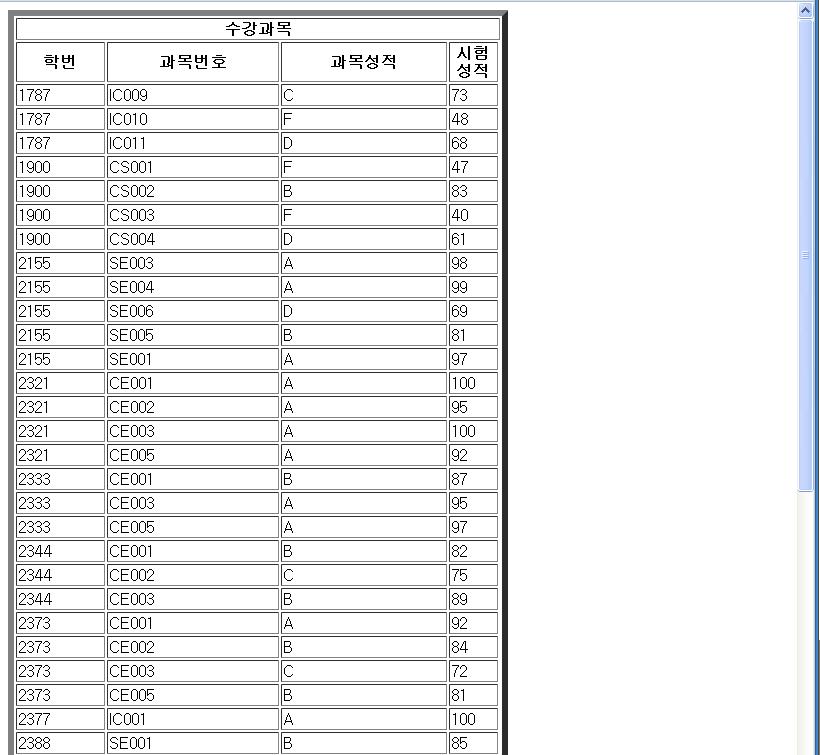 수강과목
학번 과목번호 과목성적 시험
성적
1787 IC009 C 73
1787 IC010 F 48
1787 IC011 D 68
1900 CS001 F 47
1900 CS002 B 83
1900 CS003 F 40
1900 CS004 D 61
2155 SE003 A 98
2155 SE004 A 99
2155 SE006 D 69
2155 SE005 B 81
2155 SE001 A 97
2321 CE001 A 100
2321 CE002 A 95
2321 CE003 A 100
2321 CE005 A 92
2333 CE001 B 87
2333 CE003 A 95
2333 CE005 A 97
2344 CE001 B 82
2344 CE002 C 75
2344 CE003 B 89
2373 CE001 A 92
2373 CE002 B 84
2373 CE003 C 72
2373 CE005 B 81
2377 IC001 A 100
2388 SE001 B 85